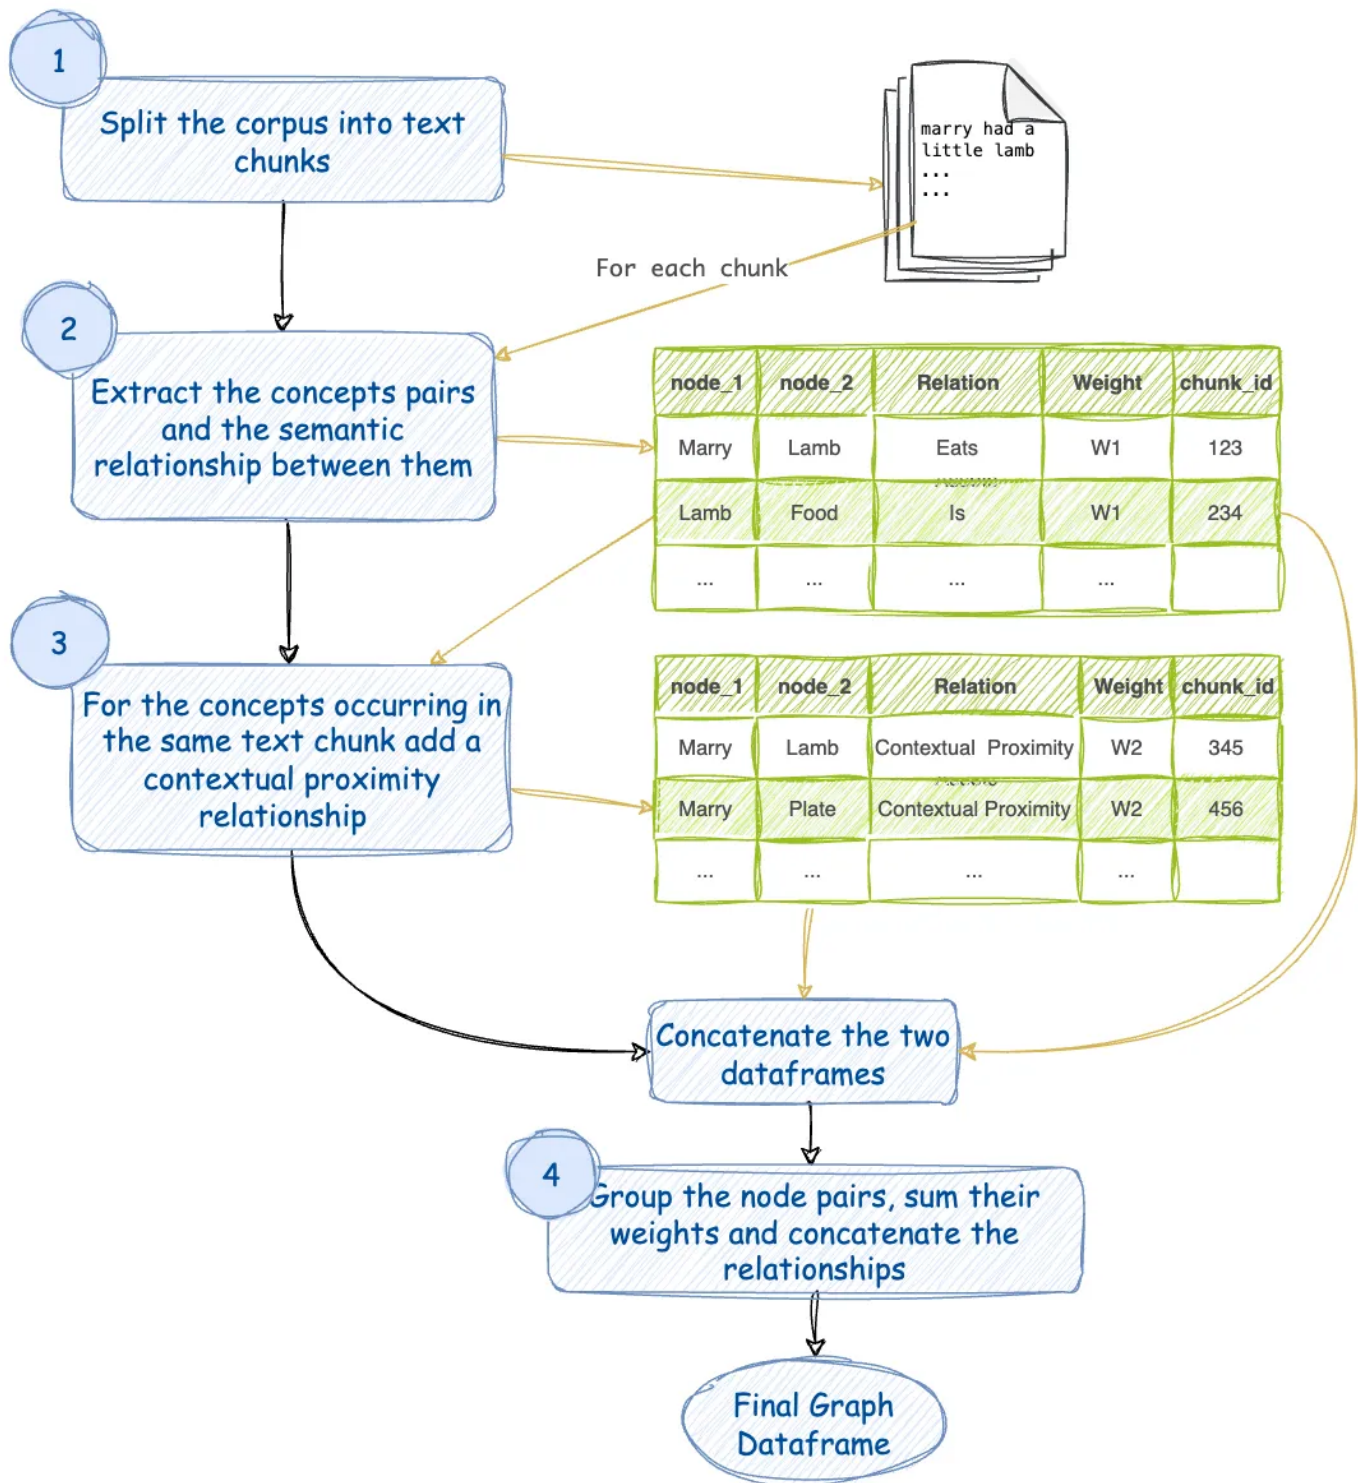 1
Split the corpus into text
chunks
marry had a
little lamb
...
...
For each chunk
2
Extract the concepts pairs
and the semantic
relationship between them
node_1 node_2 Relation Weight chunk_id
Marry Lamb Eats W1 123
Lamb Food Is W1 234
... ... ... ...
3
For the concepts occurring in
the same text chunk add a
contextual proximity
relationship
node_1 node_2 Relation Weight chunk_id
Marry Lamb Contextual Proximity W2 345
Marry Plate Contextual Proximity W2 456
... ... ... ...
Concatenate the two
dataframes
4
Group the node pairs, sum their
weights and concatenate the
relationships
Final Graph
Dataframe